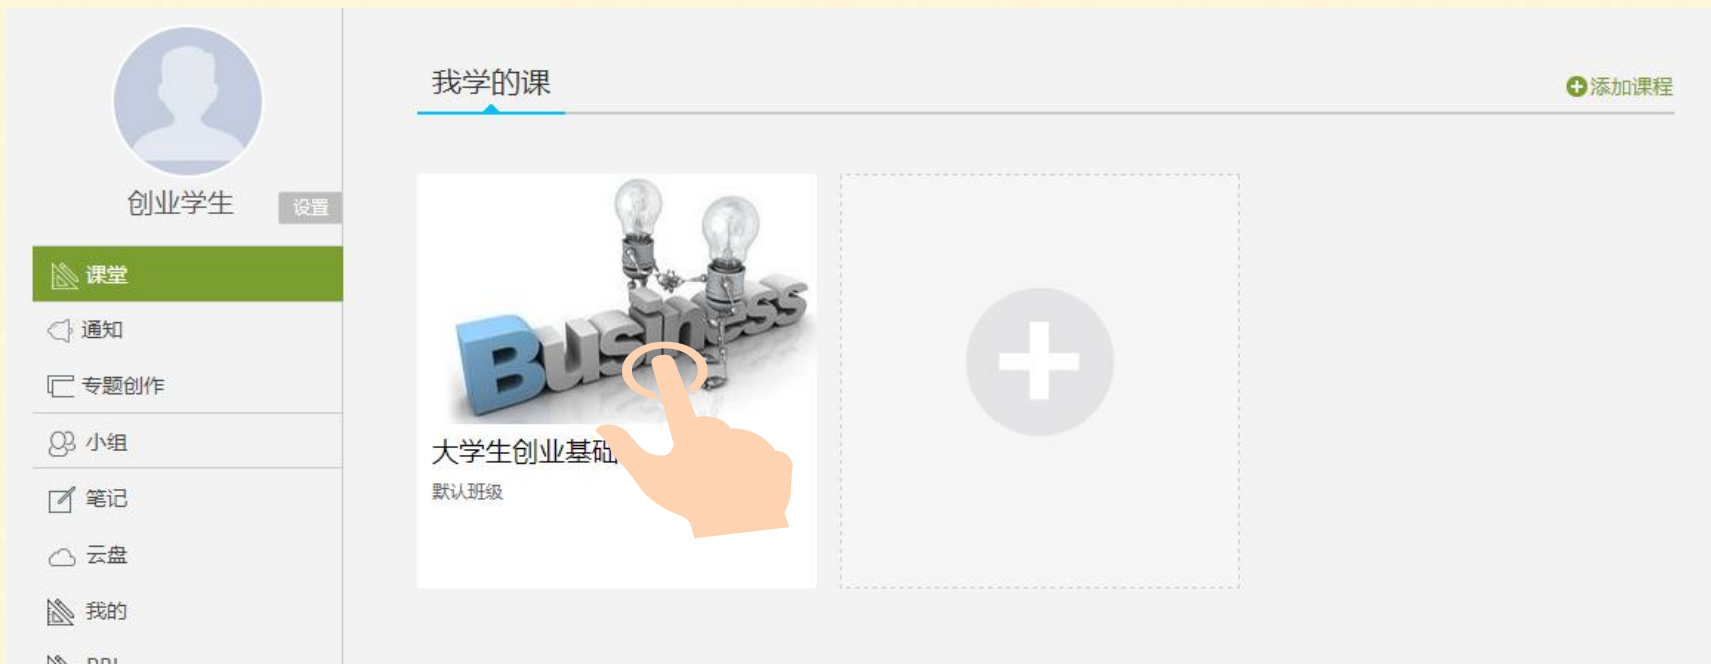 创业学生
设置
课堂
通知
专题创作
小组
笔记
云盘
我的
我学的课
添加课程
Business
大学生创业基础
默认班级